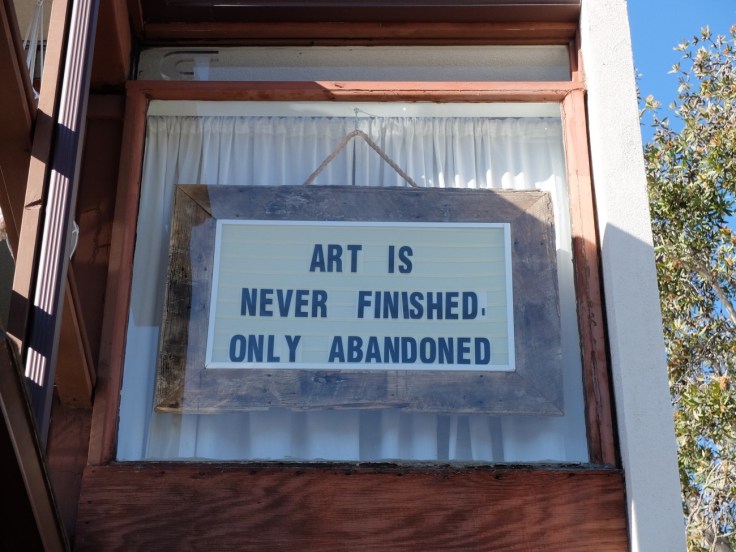 ART IS
NEVER FINISHED.
ONLY ABANDONED